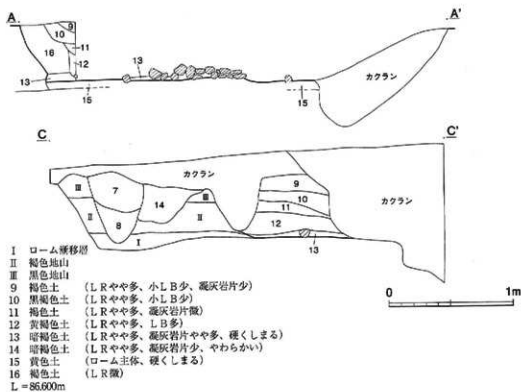 A A'
9
10
16 11
12
13 13
15 15
カクラン
C C'
カクラン カクラン
Ⅲ 7 Ⅲ 9
14 10
Ⅱ 8 Ⅱ 11
12
Ⅰ 13
Ⅰ ローム漸移層
Ⅱ 褐色地山
Ⅲ 黒色地山
9 褐色土 (LRやや多、小LB少、凝灰岩片少)
10 黒褐色土 (LRやや多、小LB少)
11 褐色土 (LRやや多、凝灰岩片微)
12 黄褐色土 (LRやや多、LB多)
13 暗褐色土 (LRやや多、凝灰岩片やや多、硬くしまる)
14 暗褐色土 (LRやや多、凝灰岩片少、やわらかい)
15 黄色土 (ローム主体、硬くしまる)
16 褐色土 (LR微)
L=86.600m
0 1m